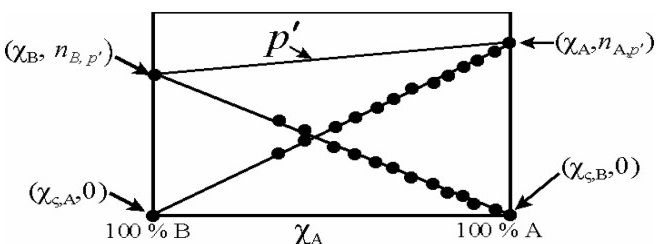 p′
(χB, nB, p′)
(χA,nA,p′)
(χς,A,0)
(χς,B,0)
100 % B
χA
100 % A